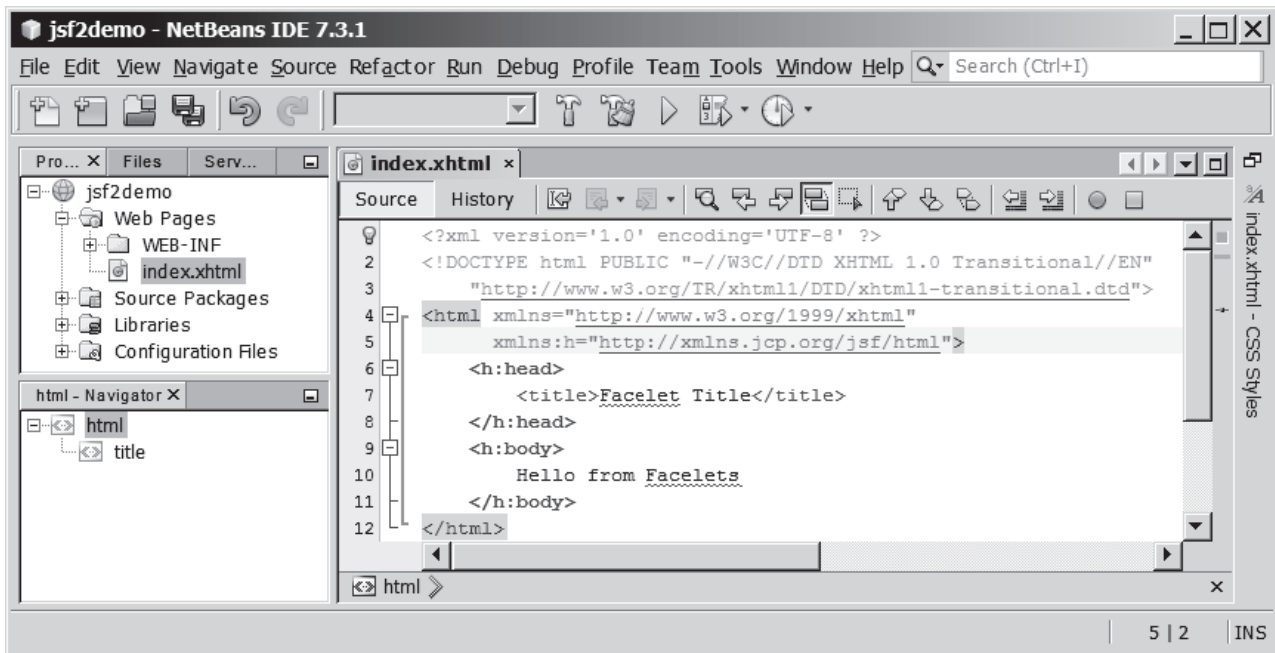 jsf2demo - NetBeans IDE 7.3.1
File Edit View Navigate Source Refactor Run Debug Profile Team Tools Window Help Search (Ctrl+I)
Pro... Files Serv...
jsf2demo
Web Pages
WEB-INF
index.xhtml
Source Packages
Libraries
Configuration Files
html - Navigator
html
title
index.xhtml
Source History
<?xml version='1.0' encoding='UTF-8' ?>
2 <!DOCTYPE html PUBLIC "-//W3C//DTD XHTML 1.0 Transitional//EN"
3 "http://www.w3.org/TR/xhtml1/DTD/xhtml1-transitional.dtd">
4 <html xmlns="http://www.w3.org/1999/xhtml"
5 xmlns:h="http://xmlns.jcp.org/jsf/html">
6 <h:head>
7 <title>Facelet Title</title>
8 </h:head>
9 <h:body>
10 Hello from Facelets
11 </h:body>
12 </html>
html
index.xhtml - CSS Styles
5 | 2 INS